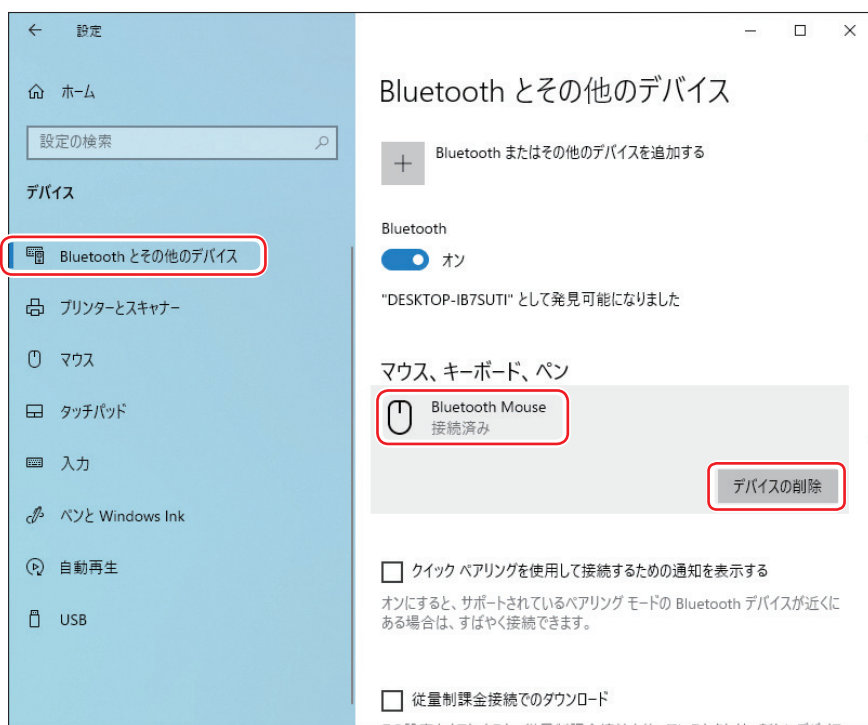 設定
ホーム
設定の検索
デバイス
Bluetooth とその他のデバイス
プリンターとスキャナー
マウス
タッチパッド
入力
ペンと Windows Ink
自動再生
USB
Bluetooth とその他のデバイス
Bluetooth またはその他のデバイスを追加する
Bluetooth
オン
"DESKTOP-IB7SUTI" として発見可能になりました
マウス、キーボード、ペン
Bluetooth Mouse
接続済み
デバイスの削除
クイック ペアリングを使用して接続するための通知を表示する
オンにすると、サポートされているペアリング モードの Bluetooth デバイスが近くに
ある場合は、すばやく接続できます。
従量制課金接続でのダウンロード